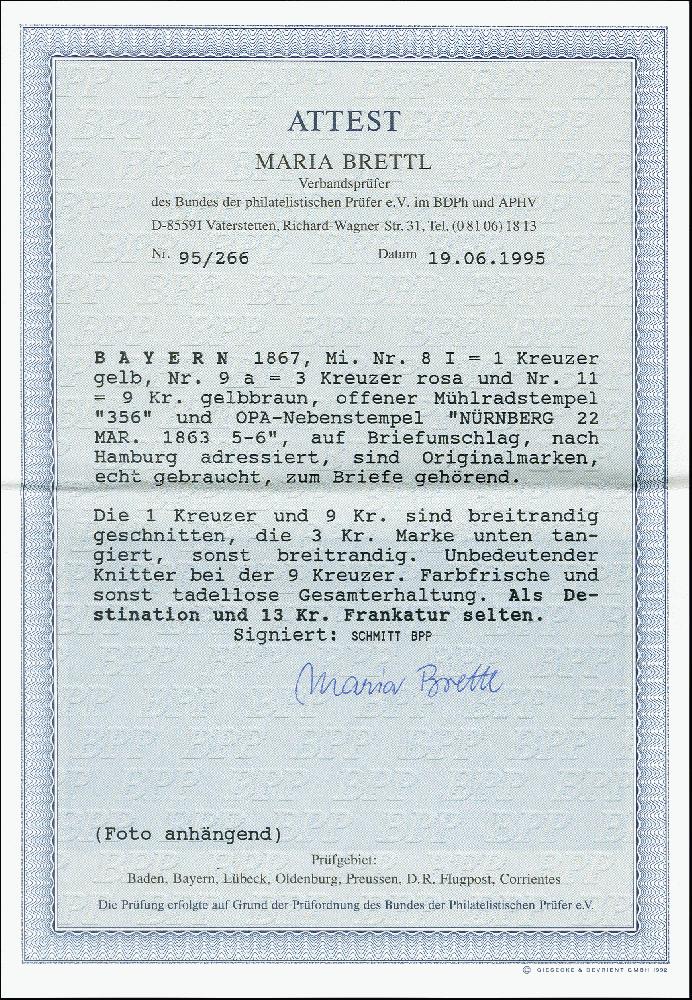 ATTEST
MARIA BRETTL
Verbandsprüfer
des Bundes der philatelistischen Prüfer e.V. im BDPh und APHV
D-85591 Vaterstetten, Richard-Wagner-Str. 31, Tel. (0 81 06) 18 13
Nr. 95/266 Datum 19.06.1995
B A Y E R N 1867, Mi. Nr. 8 I = 1 Kreuzer
gelb, Nr. 9 a = 3 Kreuzer rosa und Nr. 11
= 9 Kr. gelbbraun, offener Mühlradstempel
"356" und OPA-Nebenstempel "NÜRNBERG 22
MAR. 1863 5-6", auf Briefumschlag, nach
Hamburg adressiert, sind Originalmarken,
echt gebraucht, zum Briefe gehörend.
Die 1 Kreuzer und 9 Kr. sind breitrandig
geschnitten, die 3 Kr. Marke unten tan-
giert, sonst breitrandig. Unbedeutender
Knitter bei der 9 Kreuzer. Farbfrische und
sonst tadellose Gesamterhaltung. Als De-
stination und 13 Kr. Frankatur selten.
Signiert: SCHMITT BPP
Maria Brettl
(Foto anhängend)
Prüfgebiet:
Baden, Bayern, Lübeck, Oldenburg, Preussen, D.R. Flugpost, Corrientes
Die Prüfung erfolgte auf Grund der Prüfordnung des Bundes der Philatelistischen Prüfer e.V.
© GIESECKE & DEVRIENT GMBH 1992